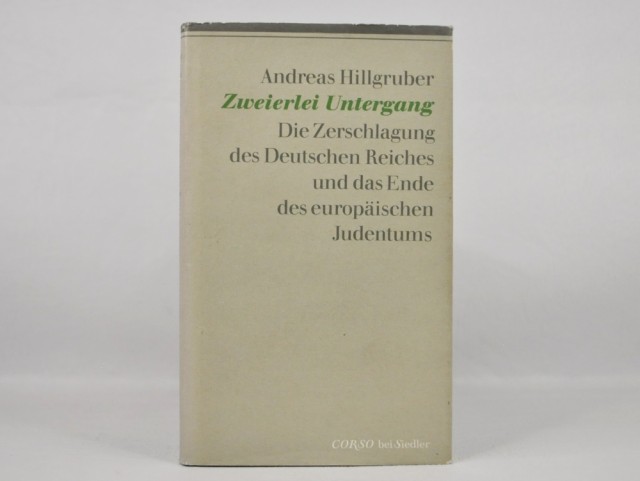 Andreas Hillgruber
Zweierlei Untergang
Die Zerschlagung
des Deutschen Reiches
und das Ende
des europäischen
Judentums
CORSO bei Siedler